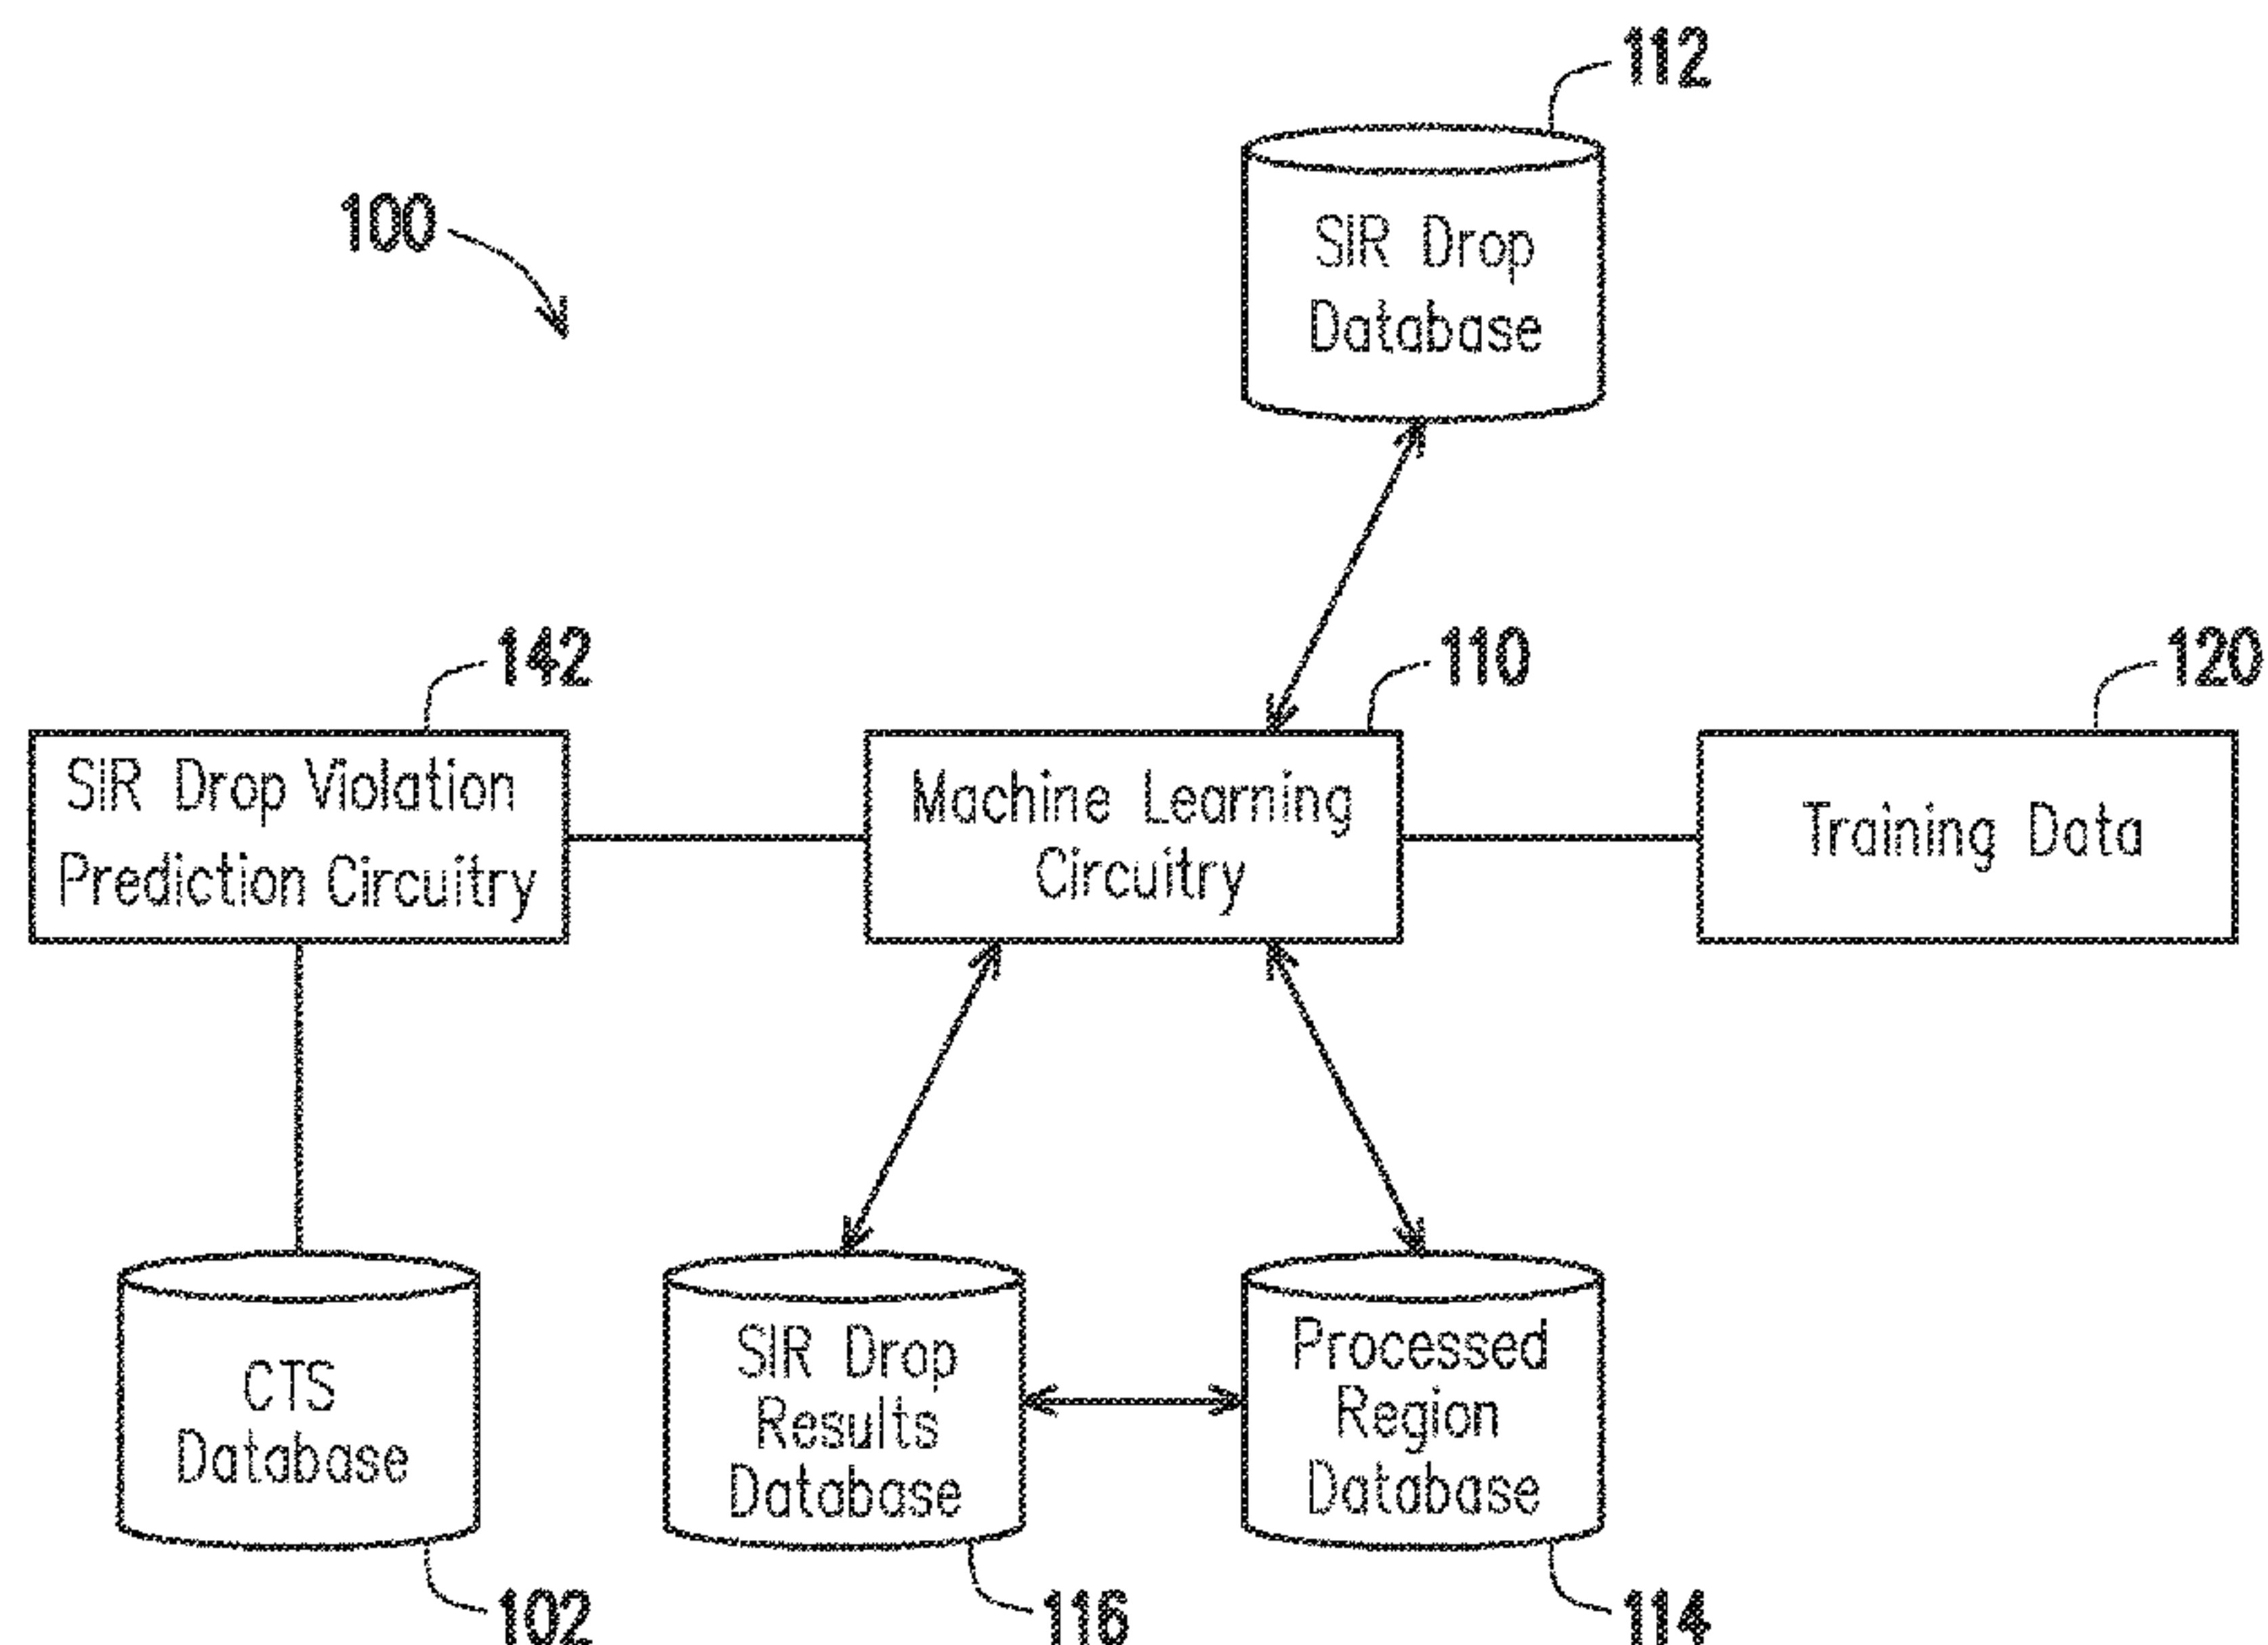 112
100
SIR Drop
Database
142
110
120
SIR Drop Violation
Prediction Circuitry
Machine Learning
Circuitry
Training Data
CTS
Database
SIR Drop
Results
Database
Processed
Region
Database
102
116
114